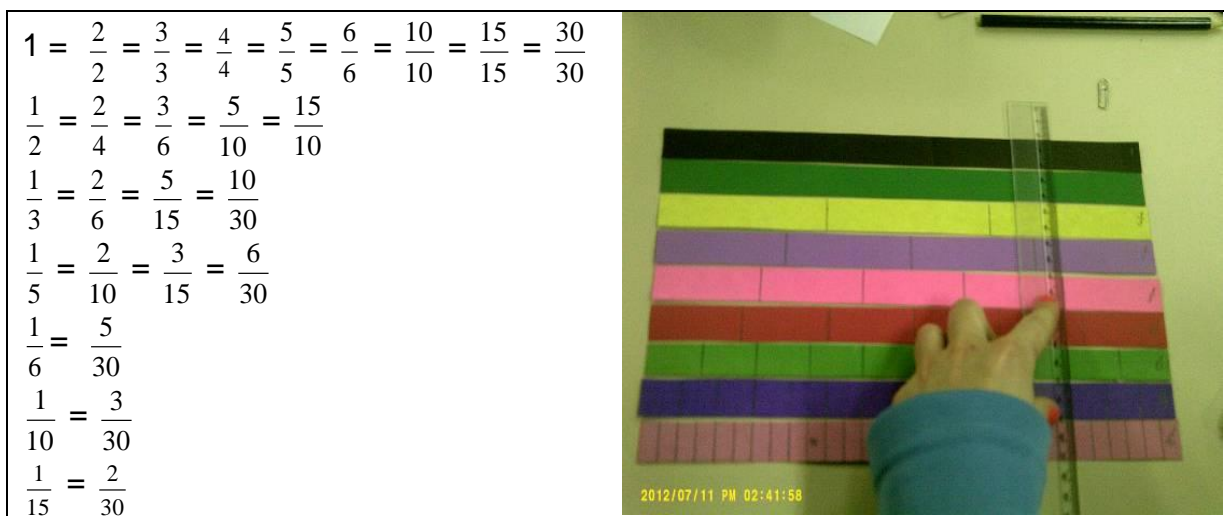 1 = 2/2 = 3/3 = 4/4 = 5/5 = 6/6 = 10/10 = 15/15 = 30/30
1/2 = 2/4 = 3/6 = 5/10 = 15/10
1/3 = 2/6 = 5/15 = 10/30
1/5 = 2/10 = 3/15 = 6/30
1/6 = 5/30
1/10 = 3/30
1/15 = 2/30
2012/07/11 PM 02:41:58